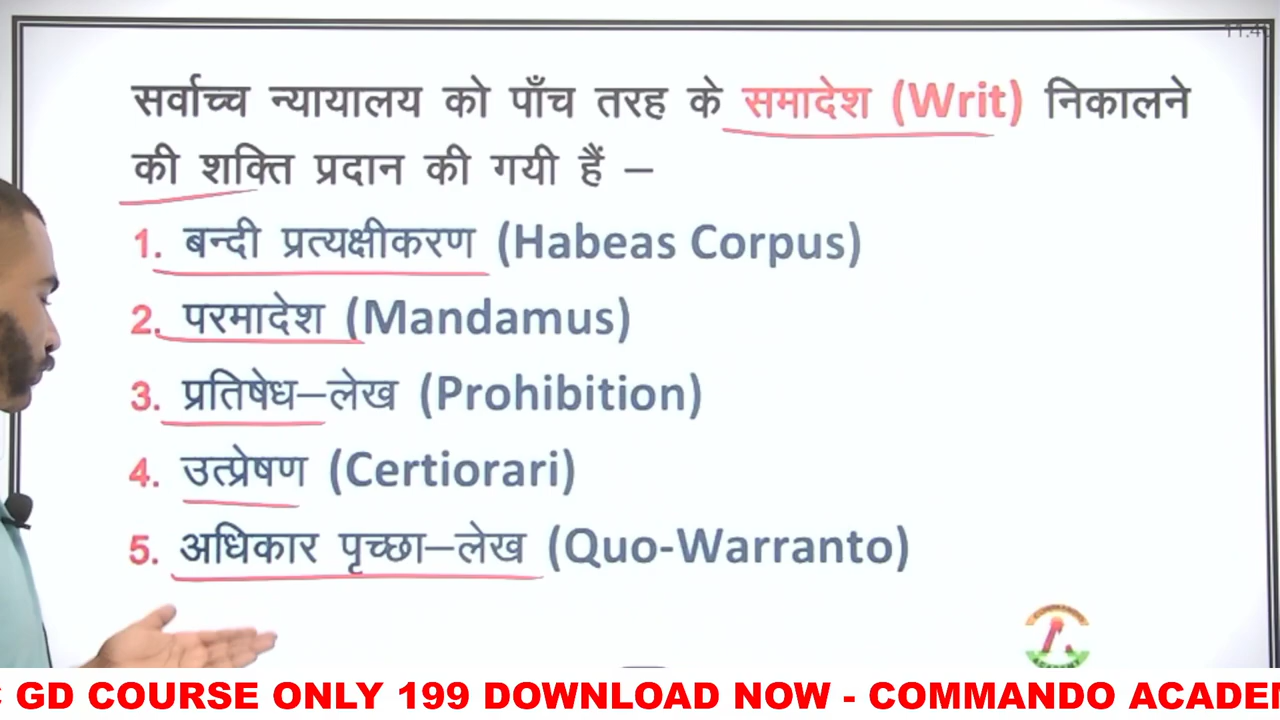 सर्वाच्च न्यायालय को पाँच तरह के समादेश (Writ) निकालने
की शक्ति प्रदान की गयी हैं –
1. बन्दी प्रत्यक्षीकरण (Habeas Corpus)
2. परमादेश (Mandamus)
3. प्रतिषेध–लेख (Prohibition)
4. उत्प्रेषण (Certiorari)
5. अधिकार पृच्छा–लेख (Quo-Warranto)
COMMANDO
ACADEMY
GD COURSE ONLY 199 DOWNLOAD NOW - COMMANDO ACADE